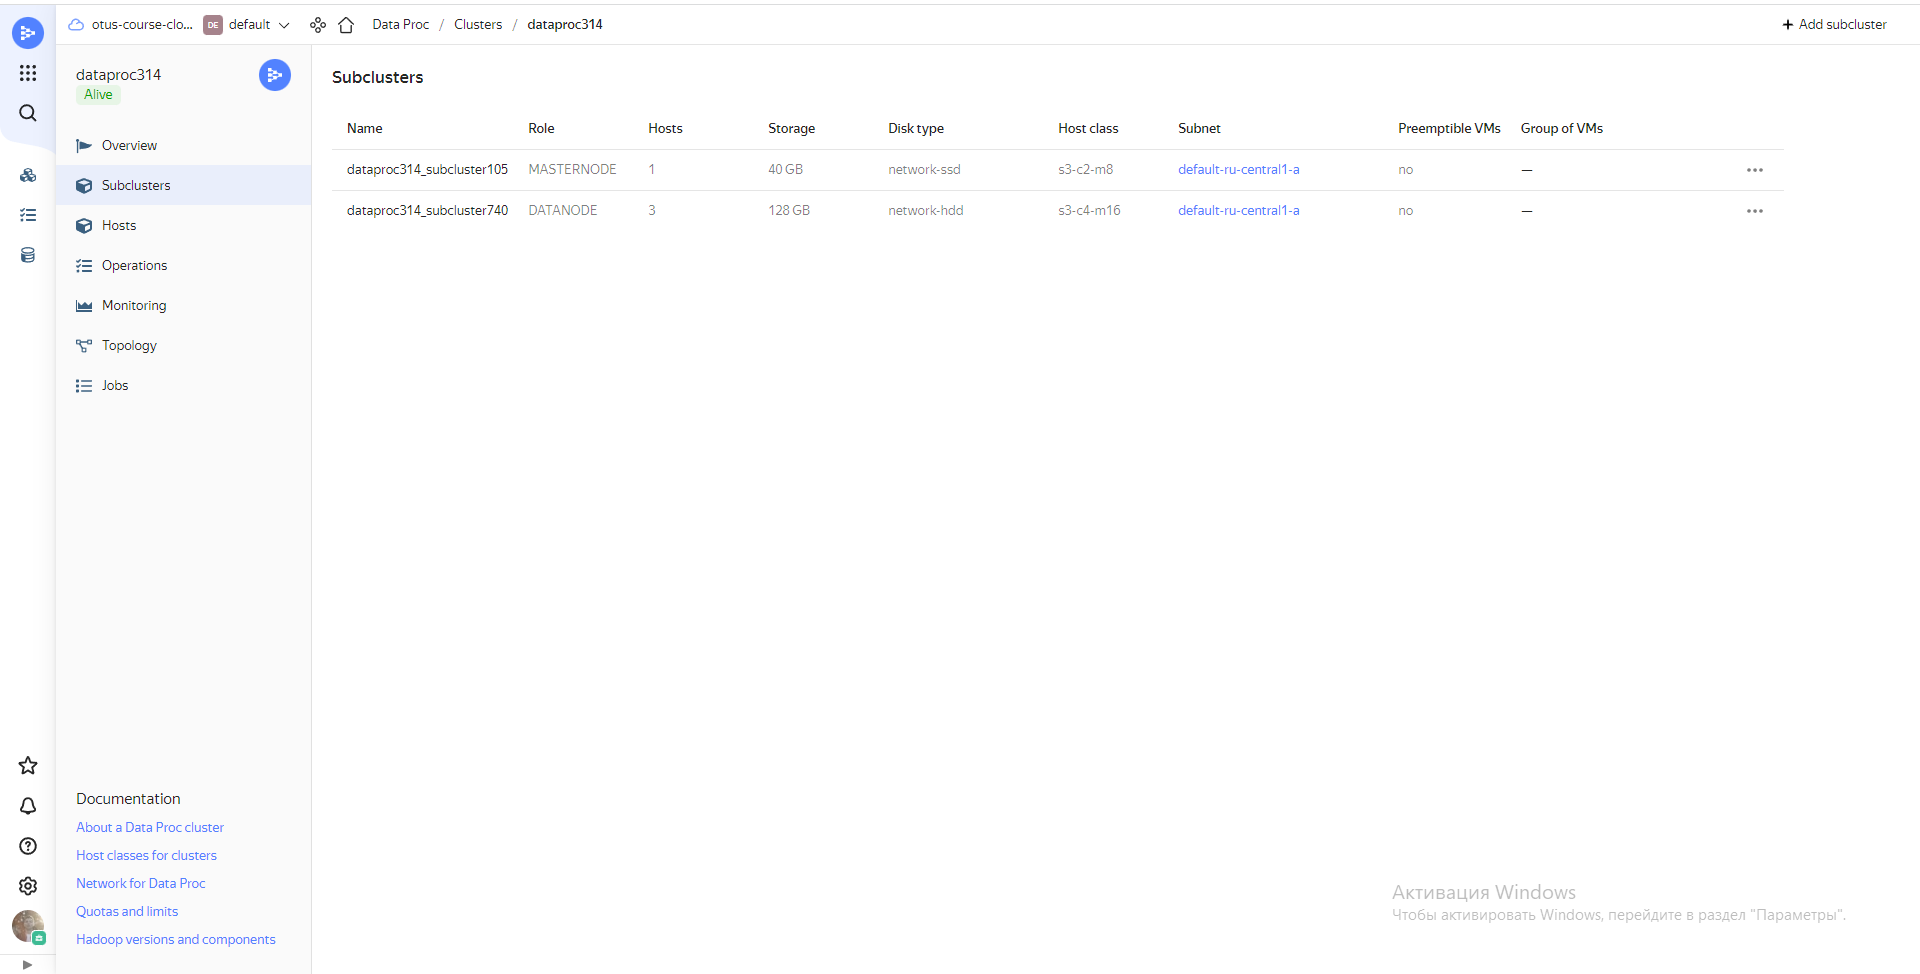 otus-course-clo... DE default Data Proc / Clusters / dataproc314 + Add subcluster
dataproc314
Alive
Overview
Subclusters
Hosts
Operations
Monitoring
Topology
Jobs
Documentation
About a Data Proc cluster
Host classes for clusters
Network for Data Proc
Quotas and limits
Hadoop versions and components
Subclusters
Name Role Hosts Storage Disk type Host class Subnet Preemptible VMs Group of VMs
dataproc314_subcluster105 MASTERNODE 1 40 GB network-ssd s3-c2-m8 default-ru-central1-a no —
dataproc314_subcluster740 DATANODE 3 128 GB network-hdd s3-c4-m16 default-ru-central1-a no —
Активация Windows
Чтобы активировать Windows, перейдите в раздел "Параметры".